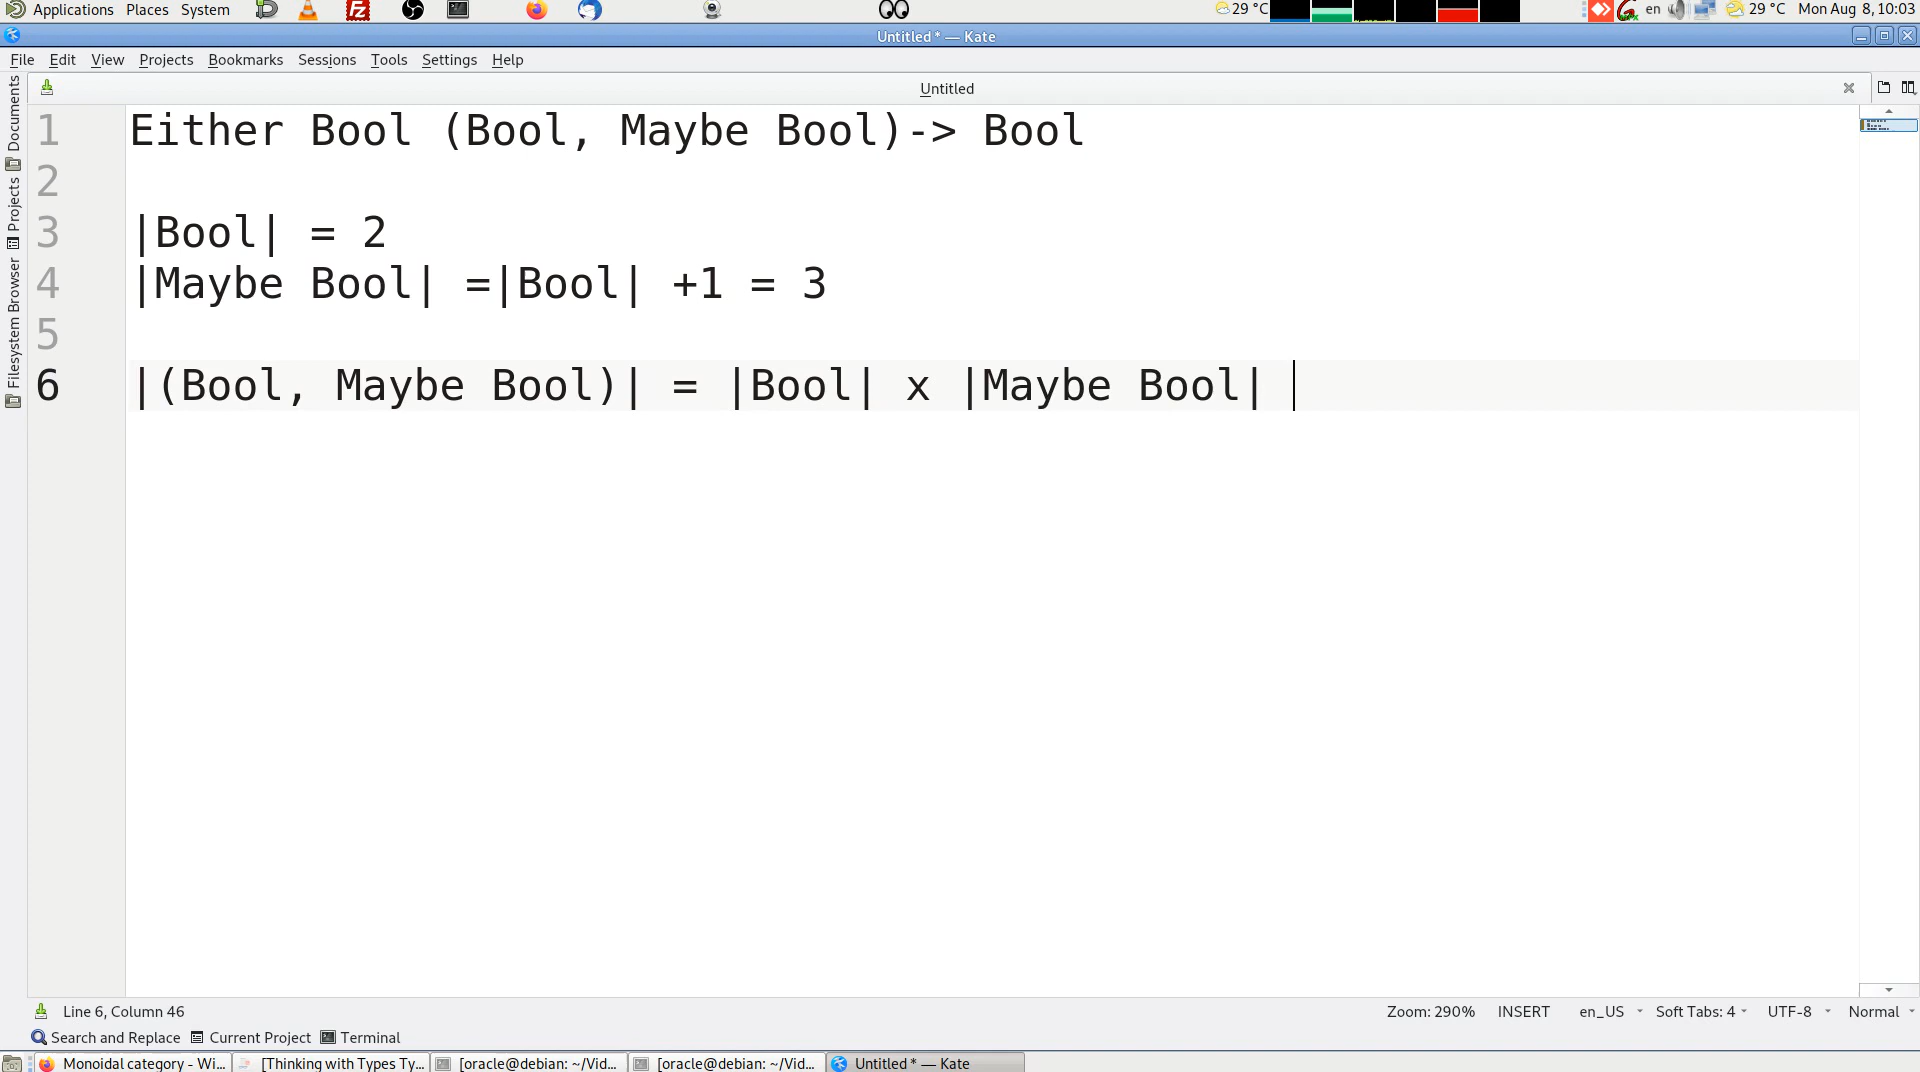 Applications Places System 29 °C en 29 °C Mon Aug 8, 10:03
Untitled * — Kate
File Edit View Projects Bookmarks Sessions Tools Settings Help
Untitled
Documents
Projects
Filesystem Browser
1 Either Bool (Bool, Maybe Bool)-> Bool
2
3 |Bool| = 2
4 |Maybe Bool| =|Bool| +1 = 3
5
6 |(Bool, Maybe Bool)| = |Bool| x |Maybe Bool|
Line 6, Column 46 Zoom: 290% INSERT en_US Soft Tabs: 4 UTF-8 Normal
Search and Replace Current Project Terminal
Monoidal category - Wi... [Thinking with Types Ty... [oracle@debian: ~/Vid... [oracle@debian: ~/Vid... Untitled * — Kate